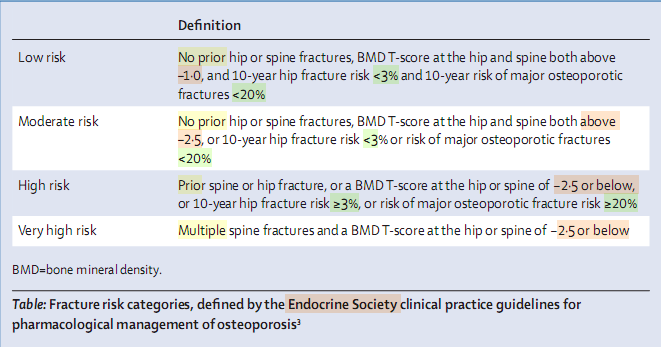 Definition
Low risk No prior hip or spine fractures, BMD T-score at the hip and spine both above
–1·0, and 10-year hip fracture risk <3% and 10-year risk of major osteoporotic
fractures <20%
Moderate risk No prior hip or spine fractures, BMD T-score at the hip and spine both above
–2·5, or 10-year hip fracture risk <3% or risk of major osteoporotic fractures
<20%
High risk Prior spine or hip fracture, or a BMD T-score at the hip or spine of –2·5 or below,
or 10-year hip fracture risk ≥3%, or risk of major osteoporotic fracture risk ≥20%
Very high risk Multiple spine fractures and a BMD T-score at the hip or spine of –2·5 or below
BMD=bone mineral density.
Table: Fracture risk categories, defined by the Endocrine Society clinical practice guidelines for
pharmacological management of osteoporosis³